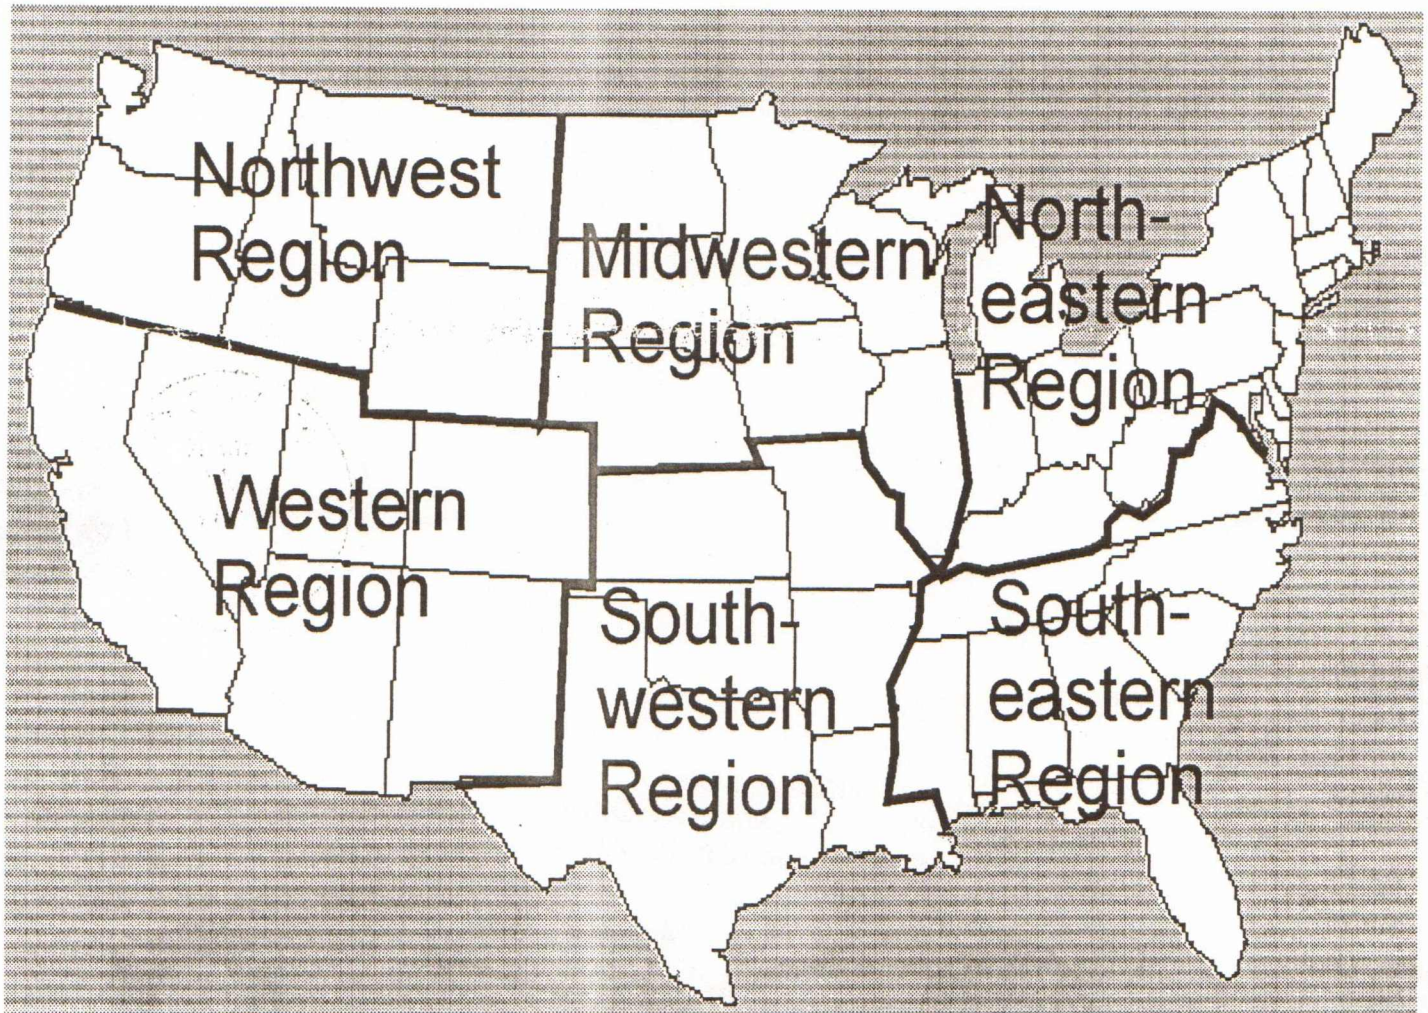 Northwest
Region
Midwestern
Region
North-
eastern
Region
Western
Region
South-
western
Region
South-
eastern
Region